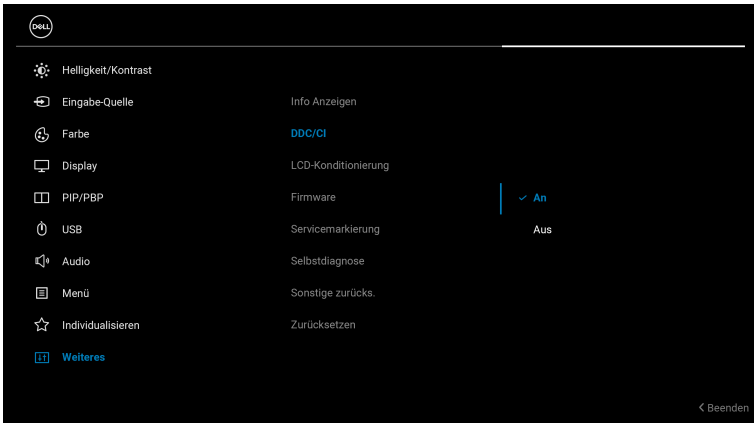 DELL
Helligkeit/Kontrast
Eingabe-Quelle
Info Anzeigen
Farbe
DDC/CI
Display
LCD-Konditionierung
PIP/PBP
Firmware
An
USB
Servicemarkierung
Aus
Audio
Selbstdiagnose
Menü
Sonstige zurücks.
Individualisieren
Zurücksetzen
Weiteres
Beenden